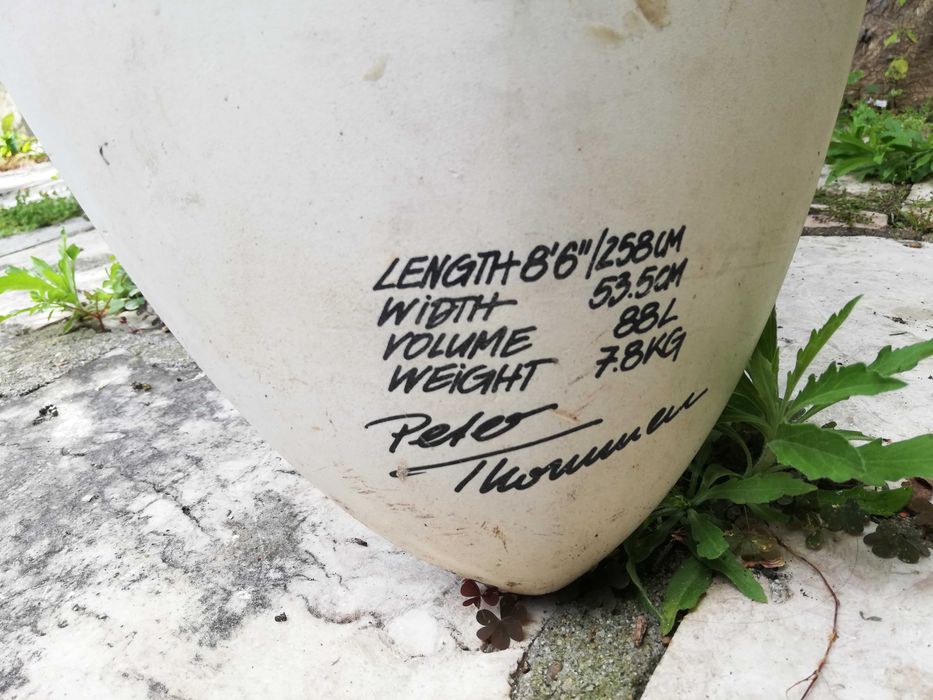 LENGTH 8'6"/258CM
WIDTH 53.5CM
VOLUME 88L
WEIGHT 7.8KG
Peter
Thommen